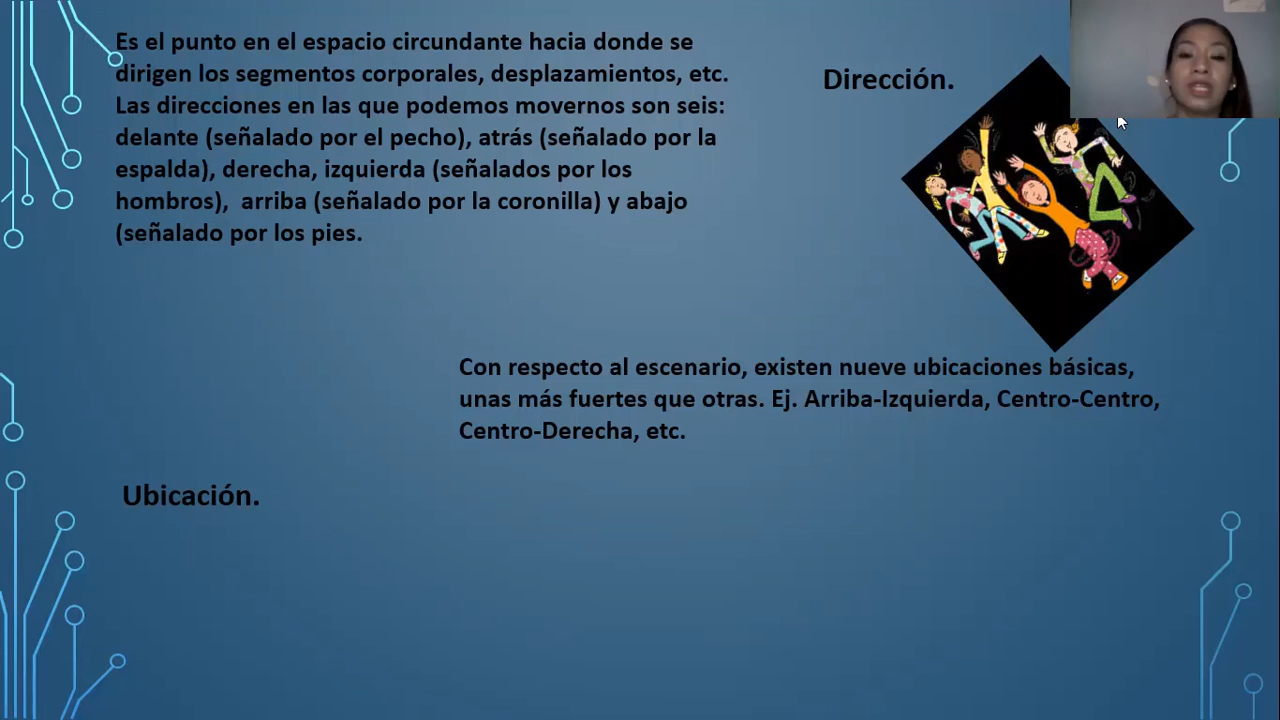 Es el punto en el espacio circundante hacia donde se
dirigen los segmentos corporales, desplazamientos, etc.
Las direcciones en las que podemos movernos son seis:
delante (señalado por el pecho), atrás (señalado por la
espalda), derecha, izquierda (señalados por los
hombros),  arriba (señalado por la coronilla) y abajo
(señalado por los pies.
Dirección.
Con respecto al escenario, existen nueve ubicaciones básicas,
unas más fuertes que otras. Ej. Arriba-Izquierda, Centro-Centro,
Centro-Derecha, etc.
Ubicación.